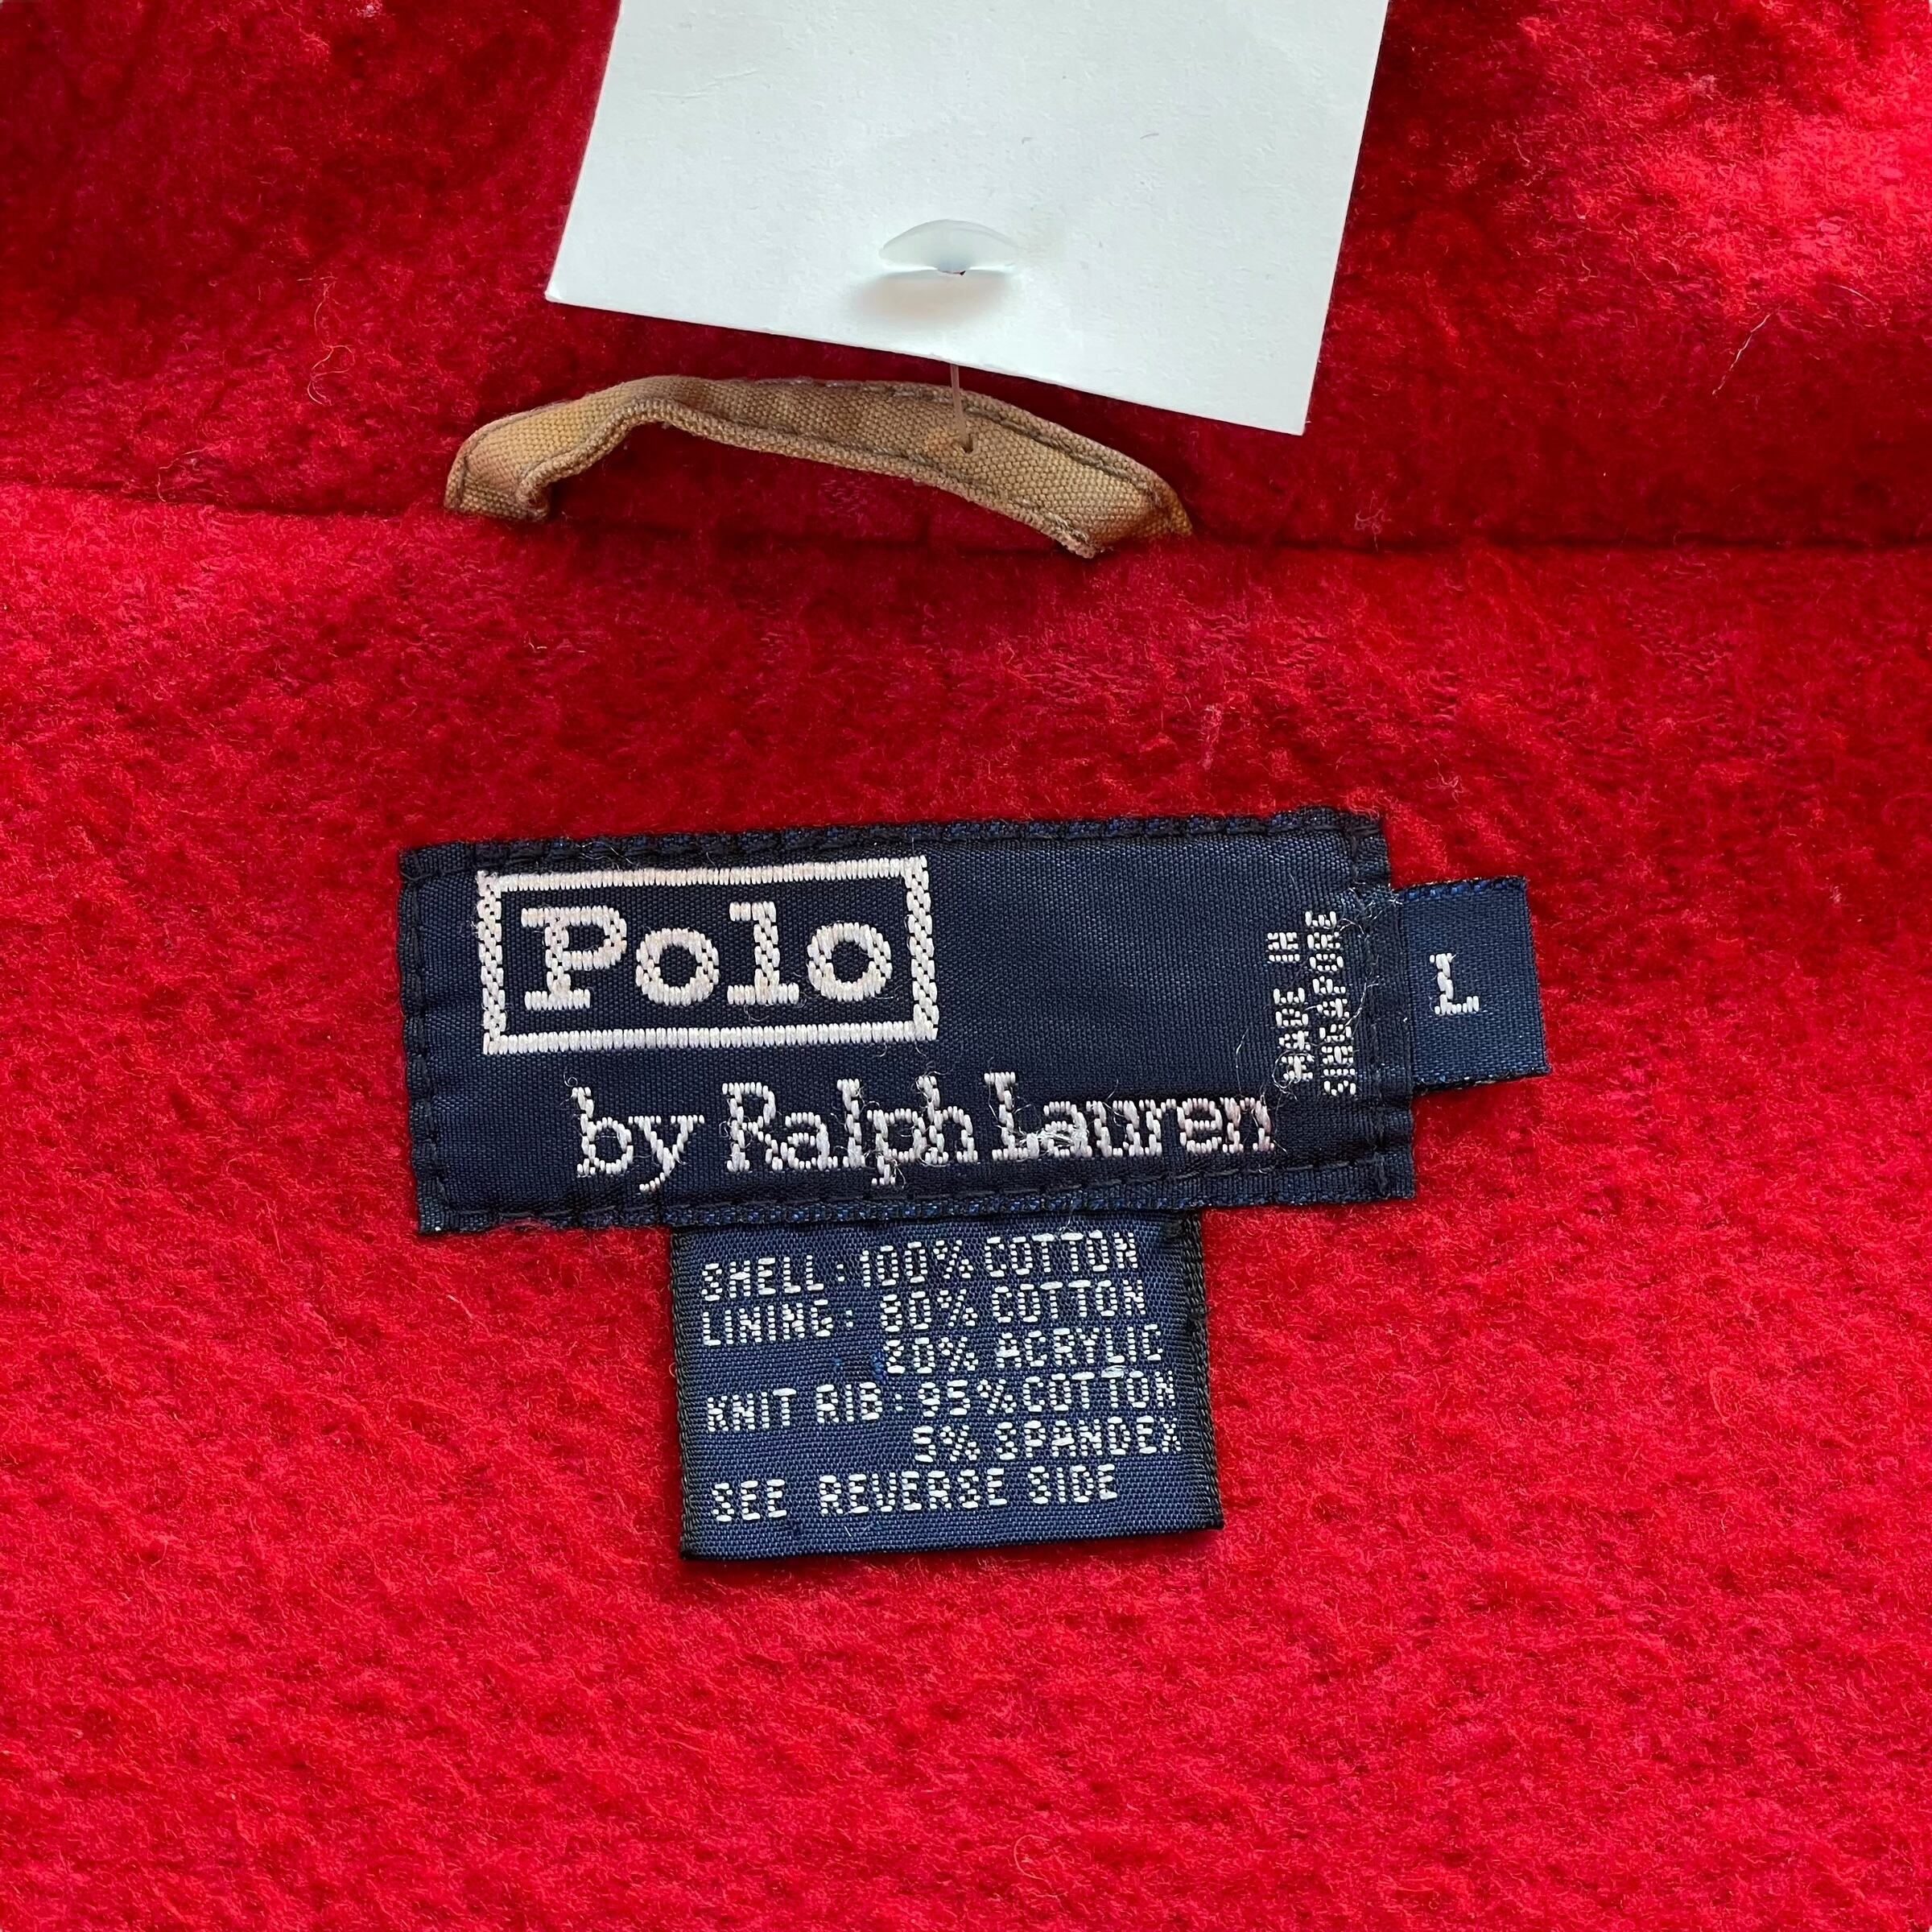 Polo
by Ralph Lauren
MADE IN
SINGAPORE
L
SHELL: 100% COTTON
LINING: 80% COTTON
20% ACRYLIC
KNIT RIB: 95% COTTON
5% SPANDEX
SEE REVERSE SIDE